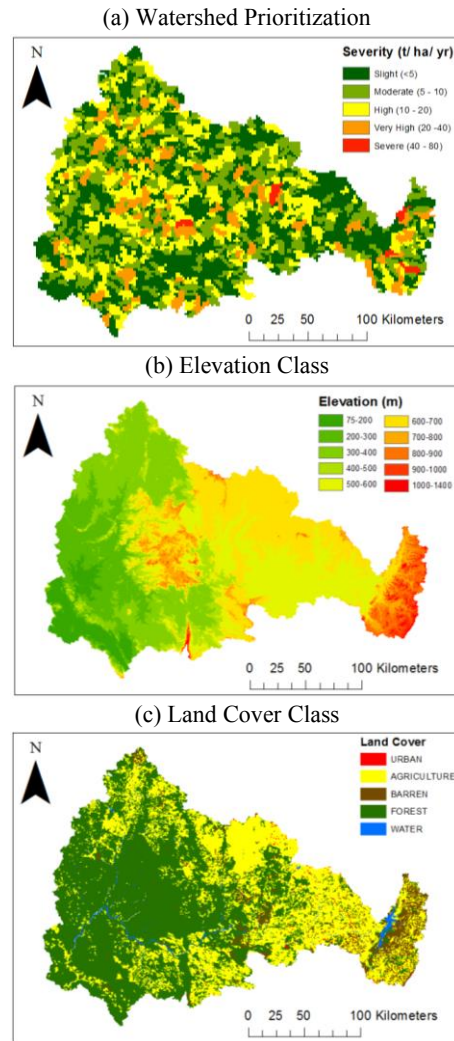 (a) Watershed Prioritization
N
Severity (t/ ha/ yr)
Slight (<5)
Moderate (5 - 10)
High (10 - 20)
Very High (20 -40)
Severe (40 - 80)
0 25 50 100 Kilometers
(b) Elevation Class
N
Elevation (m)
75-200
200-300
300-400
400-500
500-600
600-700
700-800
800-900
900-1000
1000-1400
0 25 50 100 Kilometers
(c) Land Cover Class
N
Land Cover
URBAN
AGRICULTURE
BARREN
FOREST
WATER
0 25 50 100 Kilometers